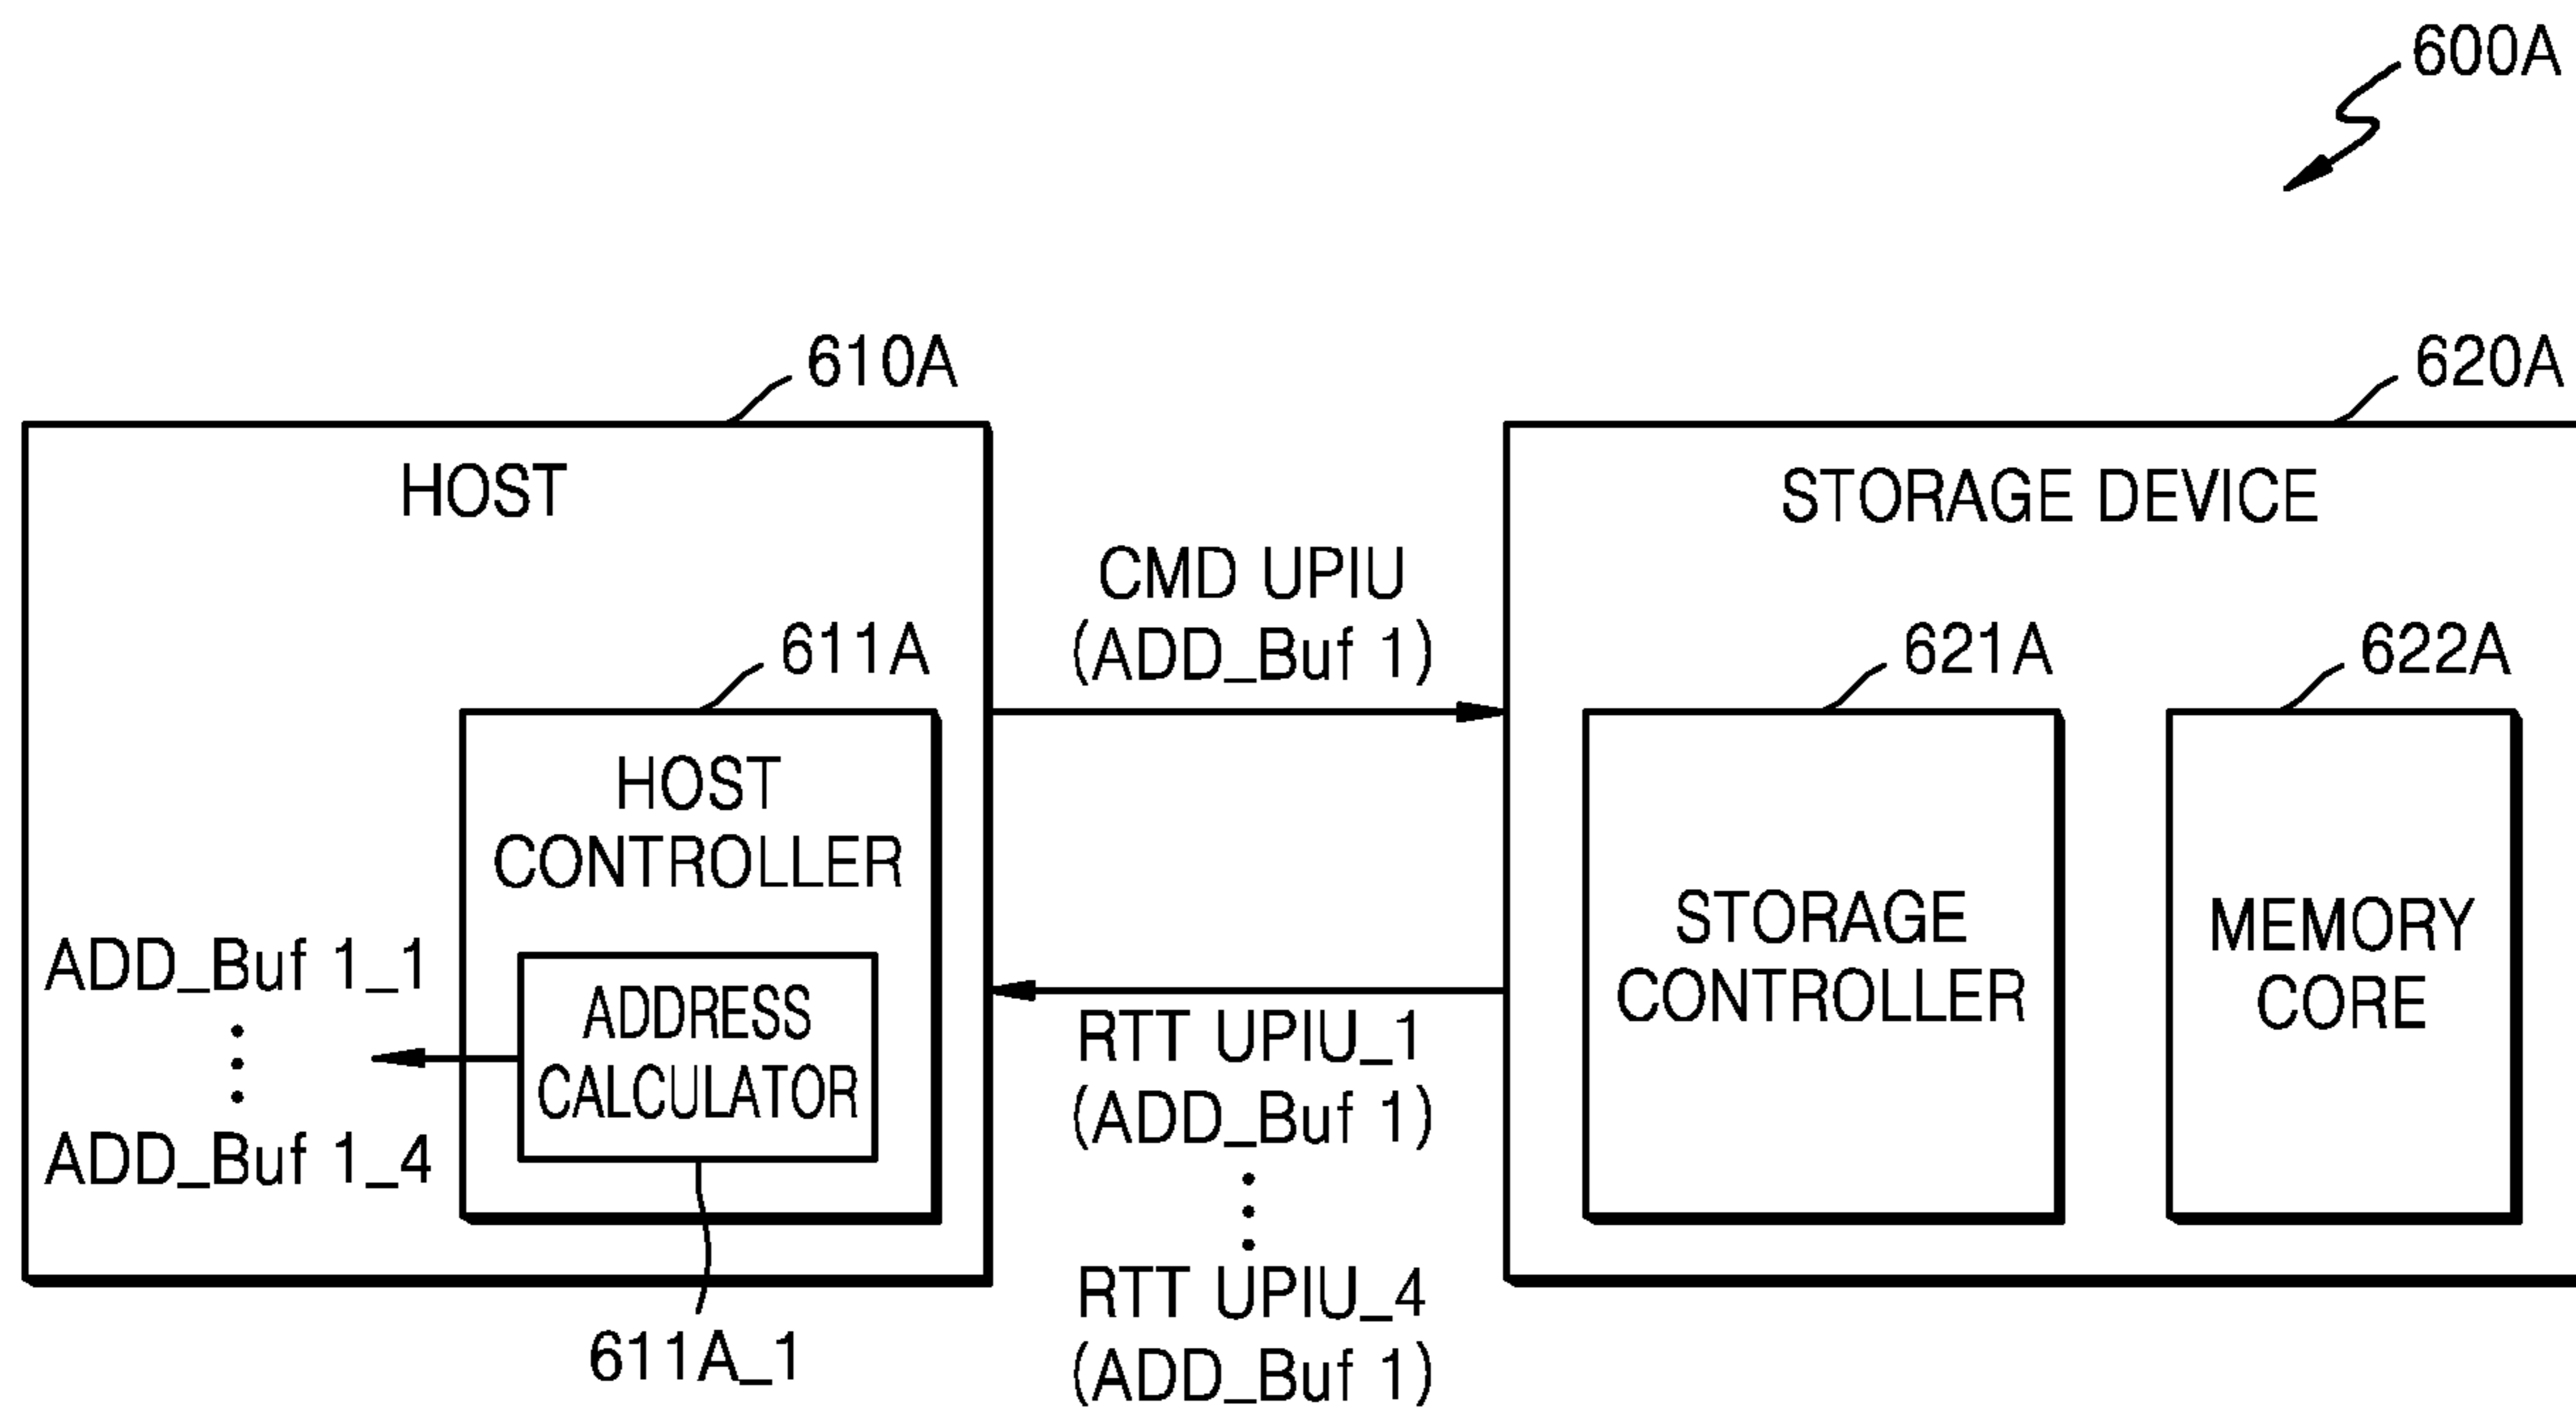 600A
610A
620A
HOST
STORAGE DEVICE
CMD UPIU
(ADD_Buf 1)
611A
621A
622A
HOST
CONTROLLER
STORAGE
CONTROLLER
MEMORY
CORE
ADD_Buf 1_1
ADD_Buf 1_4
ADDRESS
CALCULATOR
RTT UPIU_1
(ADD_Buf 1)
RTT UPIU_4
(ADD_Buf 1)
611A_1